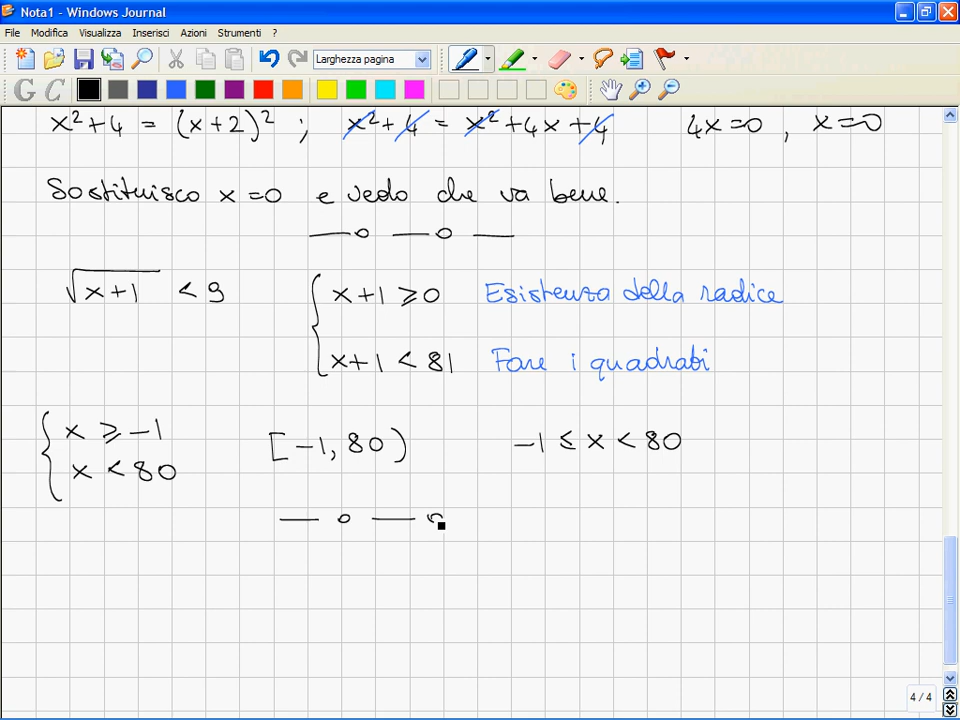 Nota1 - Windows Journal
File Modifica Visualizza Inserisci Azioni Strumenti ?
Larghezza pagina
G C
x²+4 = (x+2)² ; x²+4 = x²+4x+4 4x=0 , x=0
Sostituisco x=0 e vedo che va bene.
—o —o —
√x+1 < 9 { x+1 ⩾ 0 Esistenza della radice
x+1 < 81 Fare i quadrati
{ x ⩾ -1 [-1, 80) -1 ≤ x < 80
x < 80
— o — o
4 / 4